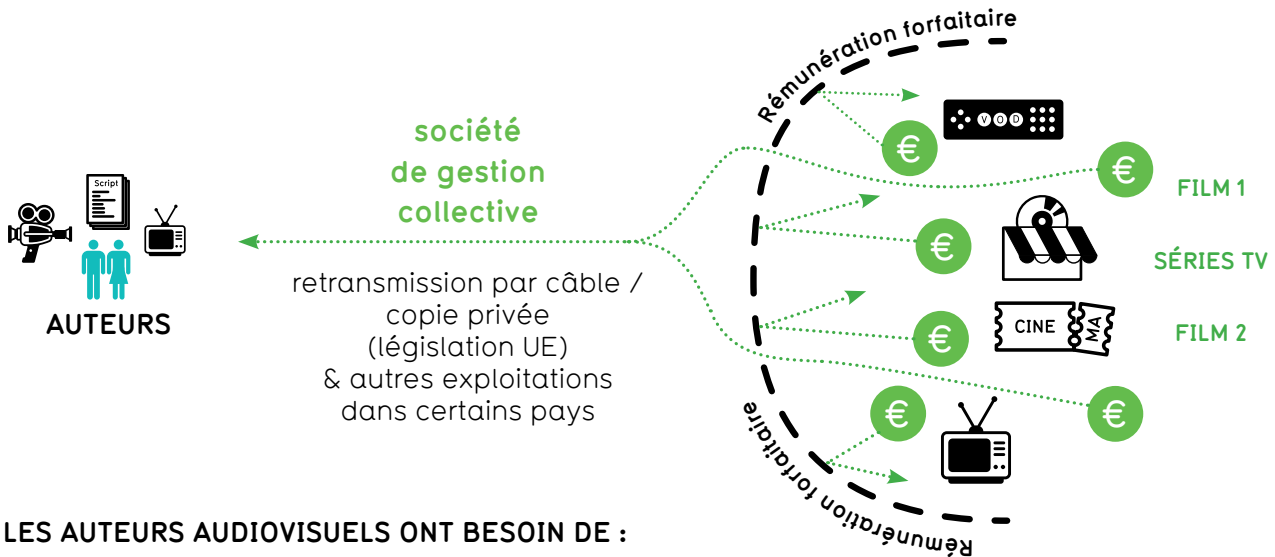 Rémunération forfaitaire
VOD
€
€
FILM 1
société
de gestion
collective
Script
€
SÉRIES TV
retransmission par câble /
copie privée
(législation UE)
& autres exploitations
dans certains pays
AUTEURS
€
CINE
MA
FILM 2
€
€
Rémunération forfaitaire
LES AUTEURS AUDIOVISUELS ONT BESOIN DE :